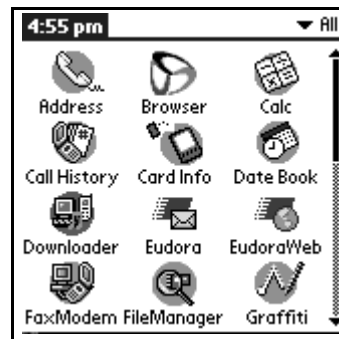 4:55 pm All
Address Browser Calc
Call History Card Info Date Book
Downloader Eudora EudoraWeb
FaxModem FileManager Graffiti